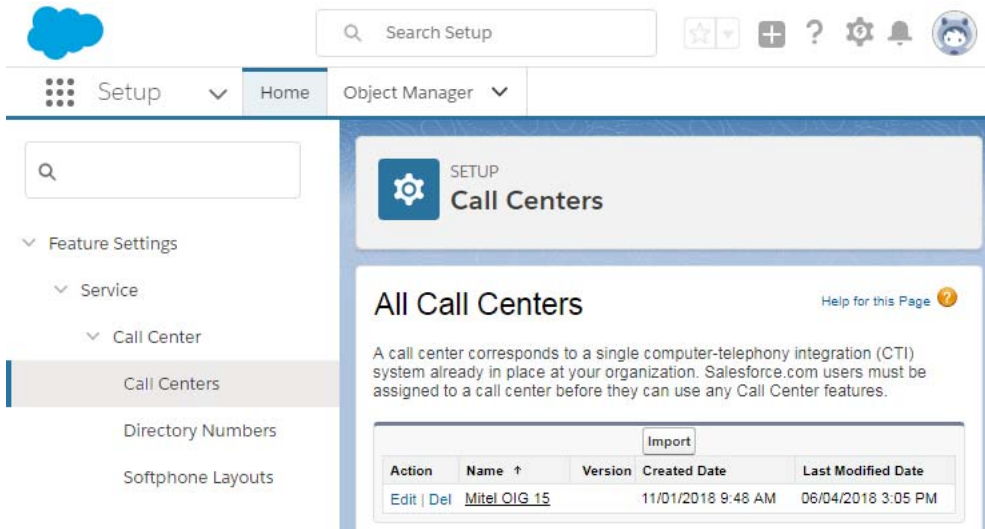 Search Setup
Setup
Home
Object Manager
SETUP
Call Centers
Feature Settings
Service
Call Center
Call Centers
Directory Numbers
Softphone Layouts
All Call Centers
Help for this Page
A call center corresponds to a single computer-telephony integration (CTI)
system already in place at your organization. Salesforce.com users must be
assigned to a call center before they can use any Call Center features.
Import
Action Name ↑ Version Created Date Last Modified Date
Edit | Del Mitel OIG 15 11/01/2018 9:48 AM 06/04/2018 3:05 PM